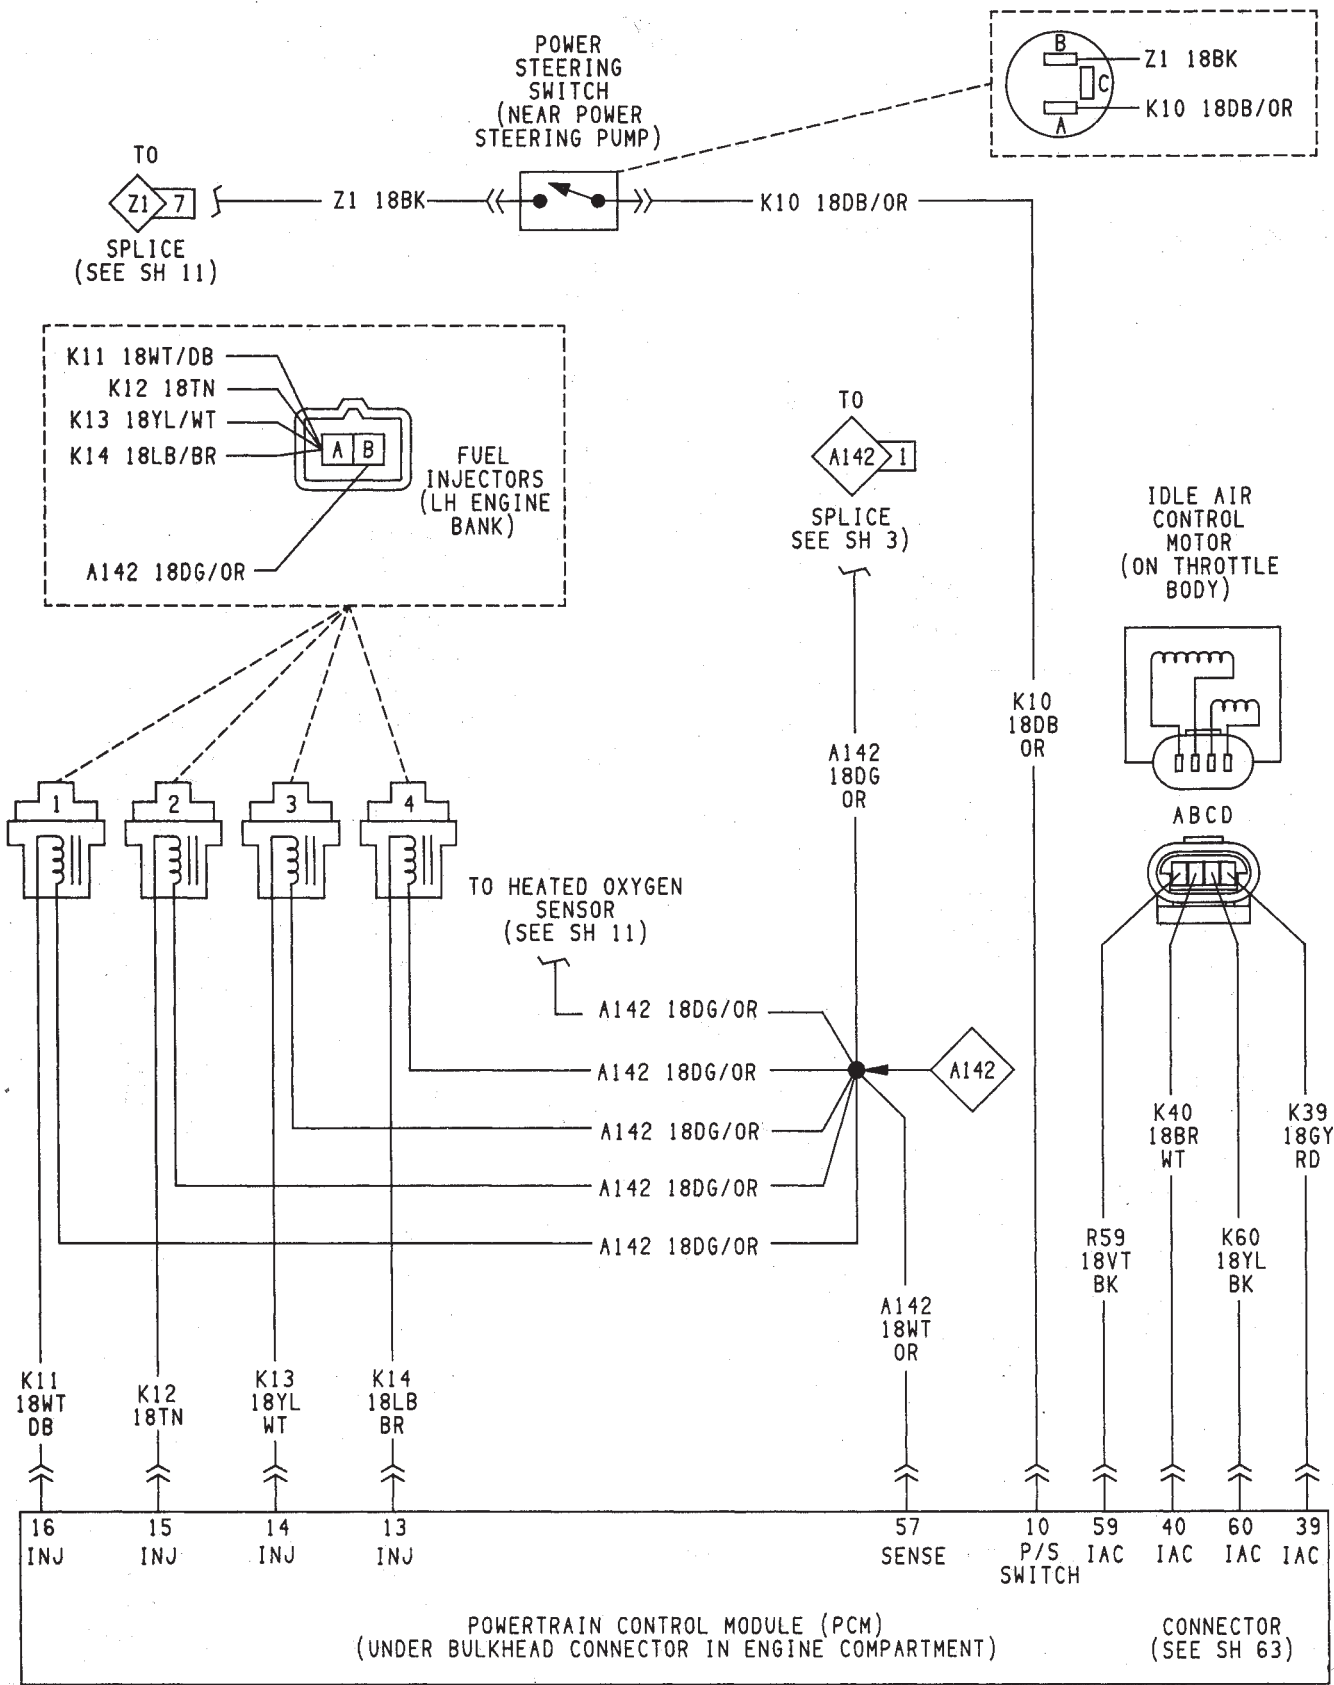 POWER
STEERING
SWITCH
(NEAR POWER
STEERING PUMP)
B
C
A
Z1 18BK
K10 18DB/OR
TO
Z1 7
SPLICE
(SEE SH 11)
Z1 18BK
K10 18DB/OR
K11 18WT/DB
K12 18TN
K13 18YL/WT
K14 18LB/BR
A B
FUEL
INJECTORS
(LH ENGINE
BANK)
A142 18DG/OR
TO
A142 1
SPLICE
SEE SH 3)
IDLE AIR
CONTROL
MOTOR
(ON THROTTLE
BODY)
K10
18DB
OR
A142
18DG
OR
1 2 3 4
ABCD
TO HEATED OXYGEN
SENSOR
(SEE SH 11)
A142 18DG/OR
A142 18DG/OR
A142 18DG/OR
A142 18DG/OR
A142 18DG/OR
A142
K40
18BR
WT
K39
18GY
RD
R59
18VT
BK
K60
18YL
BK
A142
18WT
OR
K11
18WT
DB
K12
18TN
K13
18YL
WT
K14
18LB
BR
16
INJ
15
INJ
14
INJ
13
INJ
57
SENSE
10
P/S
SWITCH
59
IAC
40
IAC
60
IAC
39
IAC
POWERTRAIN CONTROL MODULE (PCM)
(UNDER BULKHEAD CONNECTOR IN ENGINE COMPARTMENT)
CONNECTOR
(SEE SH 63)